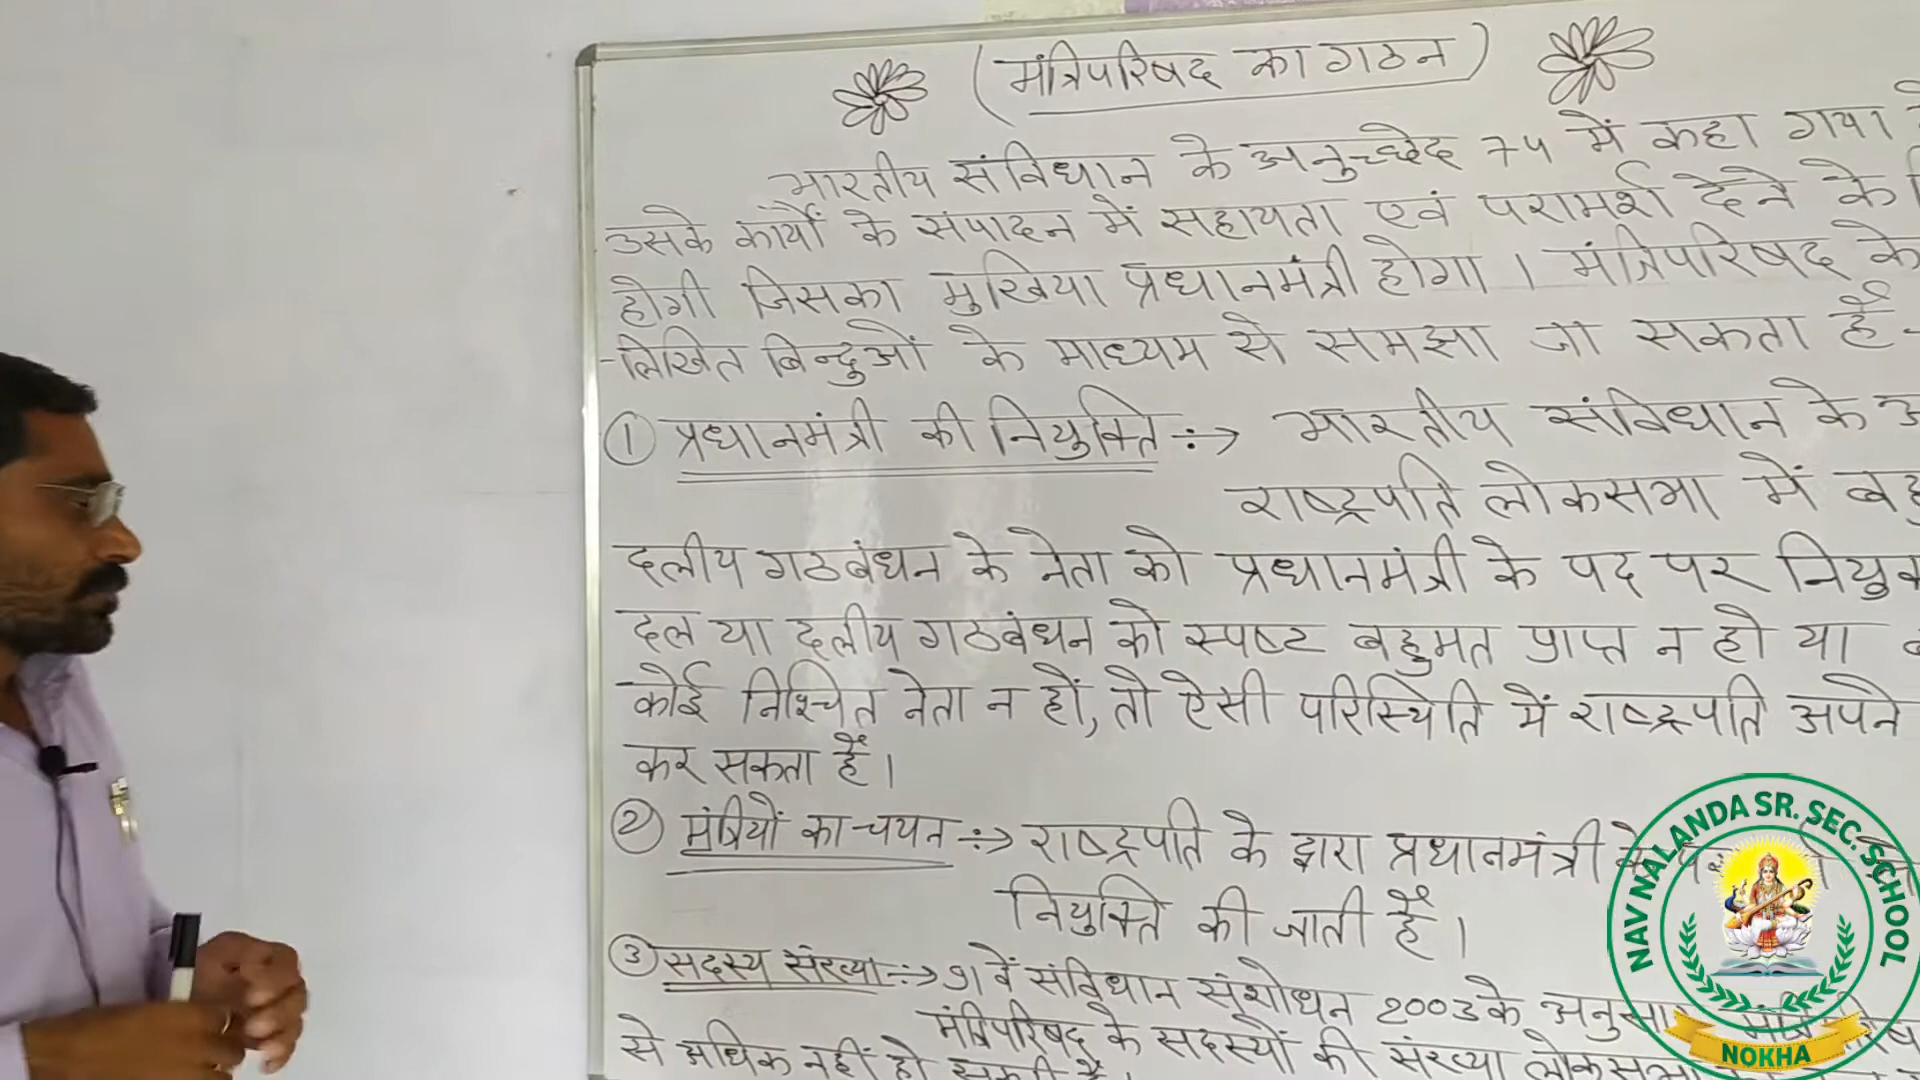 (मंत्रिपरिषद का गठन)
भारतीय संविधान के अनुच्छेद 74 में कहा गया
उसके कार्यों के संपादन में सहायता एवं परामर्श देने के
होगी जिसका मुखिया प्रधानमंत्री होगा । मंत्रिपरिषद के
-लिखित बिन्दुओं के माध्यम से समझा जा सकता है -
① प्रधानमंत्री की नियुक्ति ÷→ भारतीय संविधान के
राष्ट्रपति लोकसभा में
दलीय गठबंधन के नेता को प्रधानमंत्री के पद पर
दल या दलीय गठबंधन को स्पष्ट बहुमत प्राप्त न हो या
कोई निश्चित नेता न हों, तो ऐसी परिस्थिति में राष्ट्रपति अपने
कर सकता है ।
② मंत्रियों का चयन ÷→ राष्ट्रपति के द्वारा प्रधानमंत्री
नियुक्ति की जाती है ।
③ सदस्य संख्या ÷→ 91 वें संविधान संशोधन 2003 के
मंत्रिपरिषद के सदस्यों की संख्या लोकसभा
से अधिक नहीं हो सकती है ।
NAV NALANDA SR. SEC. SCHOOL
NOKHA